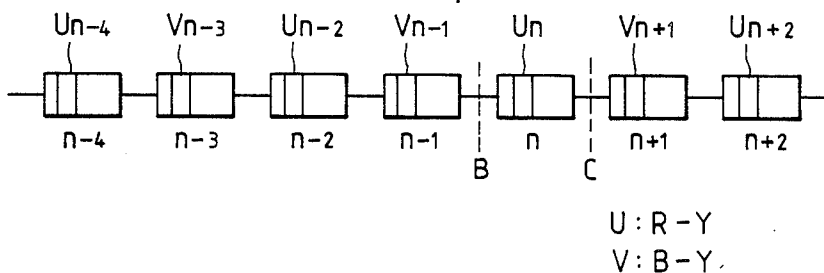 Un-4 Vn-3 Un-2 Vn-1 Un Vn+1 Un+2
n-4 n-3 n-2 n-1 n n+1 n+2
B C
U : R - Y
V : B - Y